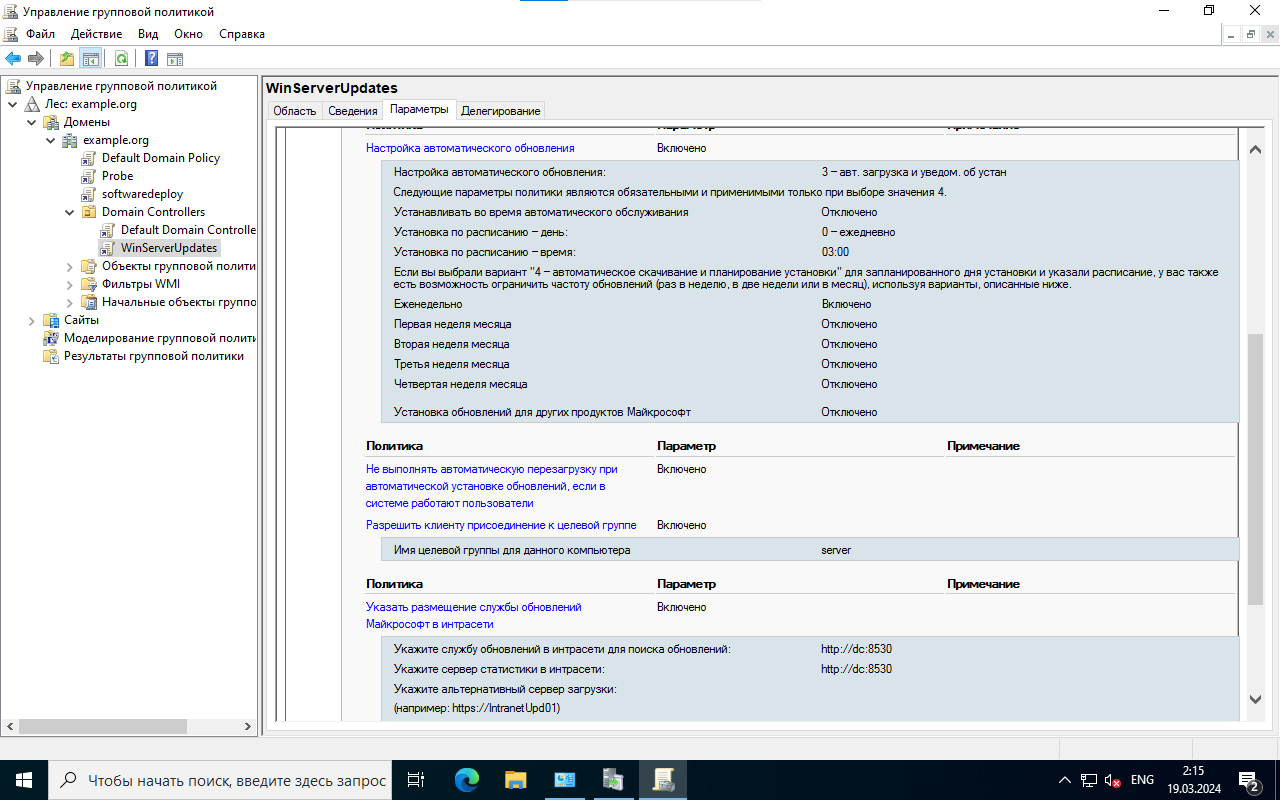 Управление групповой политикой
Файл Действие Вид Окно Справка
Управление групповой политикой
Лес: example.org
Домены
example.org
Default Domain Policy
Probe
softwaredeploy
Domain Controllers
Default Domain Controlle
WinServerUpdates
Объекты групповой полити
Фильтры WMI
Начальные объекты группо
Сайты
Моделирование групповой полити
Результаты групповой политики
WinServerUpdates
Область Сведения Параметры Делегирование
Политика Параметр Примечание
Настройка автоматического обновления Включено
Настройка автоматического обновления: 3 – авт. загрузка и уведом. об устан
Следующие параметры политики являются обязательными и применимыми только при выборе значения 4.
Устанавливать во время автоматического обслуживания Отключено
Установка по расписанию – день: 0 – ежедневно
Установка по расписанию – время: 03:00
Если вы выбрали вариант "4 – автоматическое скачивание и планирование установки" для запланированного дня установки и указали расписание, у вас также
есть возможность ограничить частоту обновлений (раз в неделю, в две недели или в месяц), используя варианты, описанные ниже.
Еженедельно Включено
Первая неделя месяца Отключено
Вторая неделя месяца Отключено
Третья неделя месяца Отключено
Четвертая неделя месяца Отключено
Установка обновлений для других продуктов Майкрософт Отключено
Политика Параметр Примечание
Не выполнять автоматическую перезагрузку при Включено
автоматической установке обновлений, если в
системе работают пользователи
Разрешить клиенту присоединение к целевой группе Включено
Имя целевой группы для данного компьютера server
Политика Параметр Примечание
Указать размещение службы обновлений Включено
Майкрософт в интрасети
Укажите службу обновлений в интрасети для поиска обновлений: http://dc:8530
Укажите сервер статистики в интрасети: http://dc:8530
Укажите альтернативный сервер загрузки:
(например: https://IntranetUpd01)
Чтобы начать поиск, введите здесь запрос
ENG
2:15
19.03.2024
2